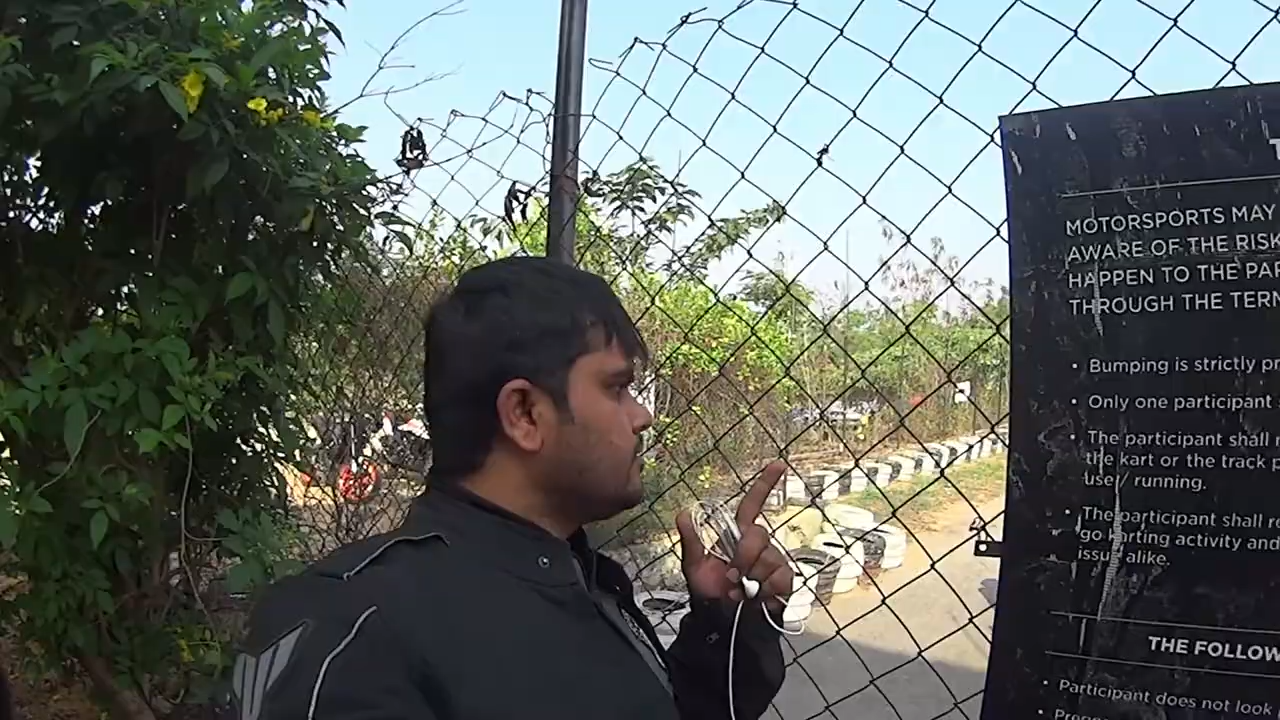 MOTORSPORTS MAY
AWARE OF THE RISK
HAPPEN TO THE PAR
THROUGH THE TERM
• Bumping is strictly pr
• Only one participant
• The participant shall
the kart or the track p
use / running.
• The participant shall re
go karting activity and
issu alike.
THE FOLLOW
• Participant does not look